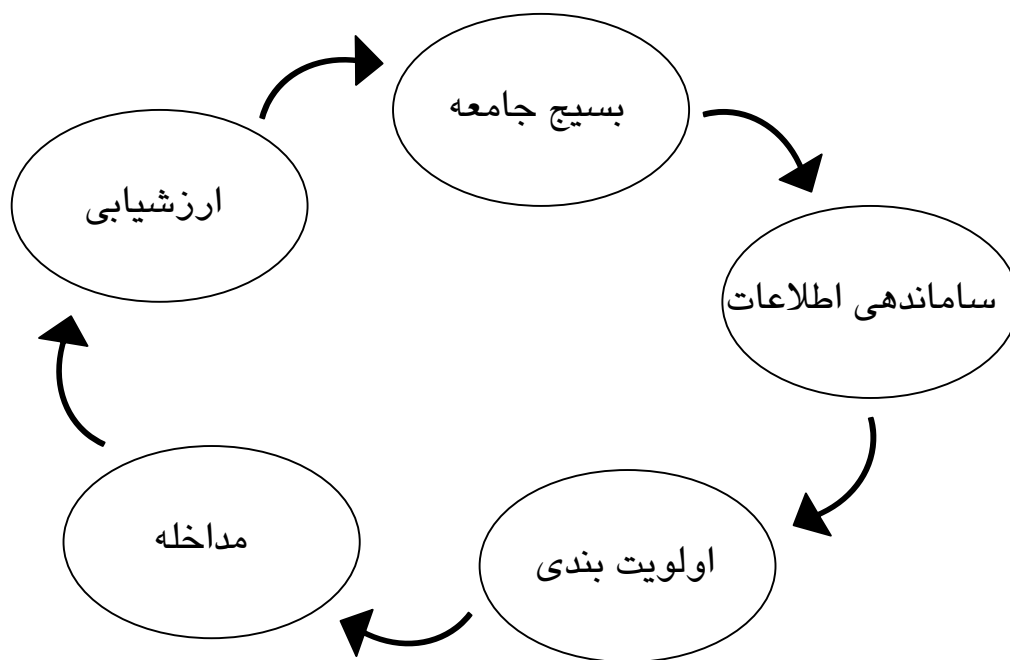 بسیج جامعه
ساماندهی اطلاعات
اولویت بندی
مداخله
ارزشیابی